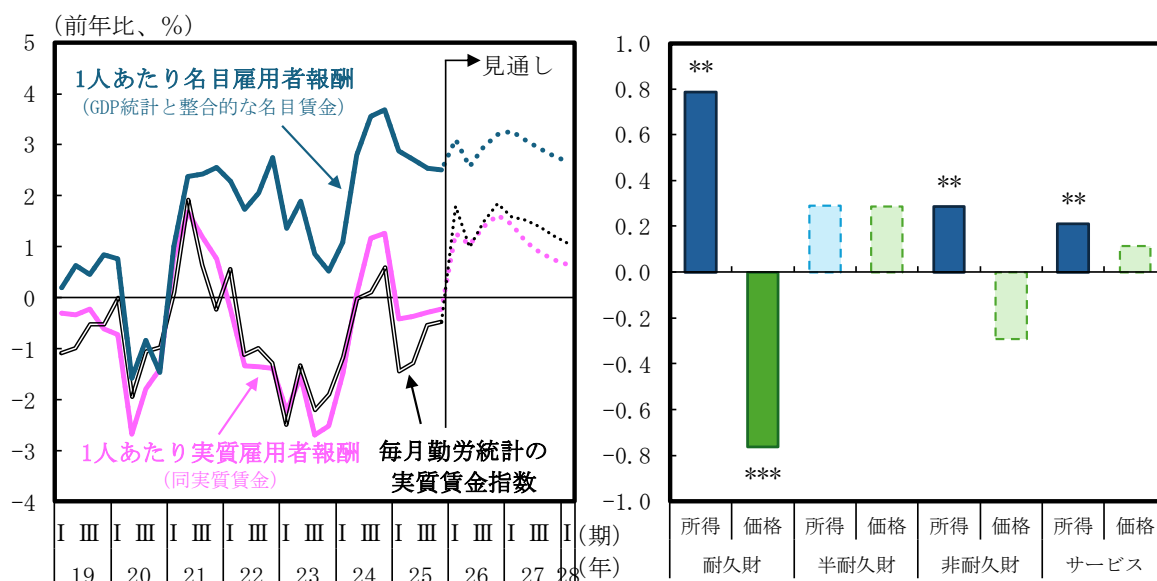 (前年比、%)
5
4
3
2
1
0
-1
-2
-3
-4
1人あたり名目雇用者報酬
(GDP統計と整合的な名目賃金)
見通し
1人あたり実質雇用者報酬
(同実質賃金)
毎月勤労統計の
実質賃金指数
Ⅰ Ⅲ Ⅰ Ⅲ Ⅰ Ⅲ Ⅰ Ⅲ Ⅰ Ⅲ Ⅰ Ⅲ Ⅰ Ⅲ Ⅰ Ⅲ Ⅰ Ⅲ Ⅰ (期)
19 20 21 22 23 24 25 26 27 28 (年)
1.0
0.8
0.6
0.4
0.2
0.0
-0.2
-0.4
-0.6
-0.8
-1.0
**
***
**
**
所得 価格 所得 価格 所得 価格 所得 価格
耐久財 半耐久財 非耐久財 サービス